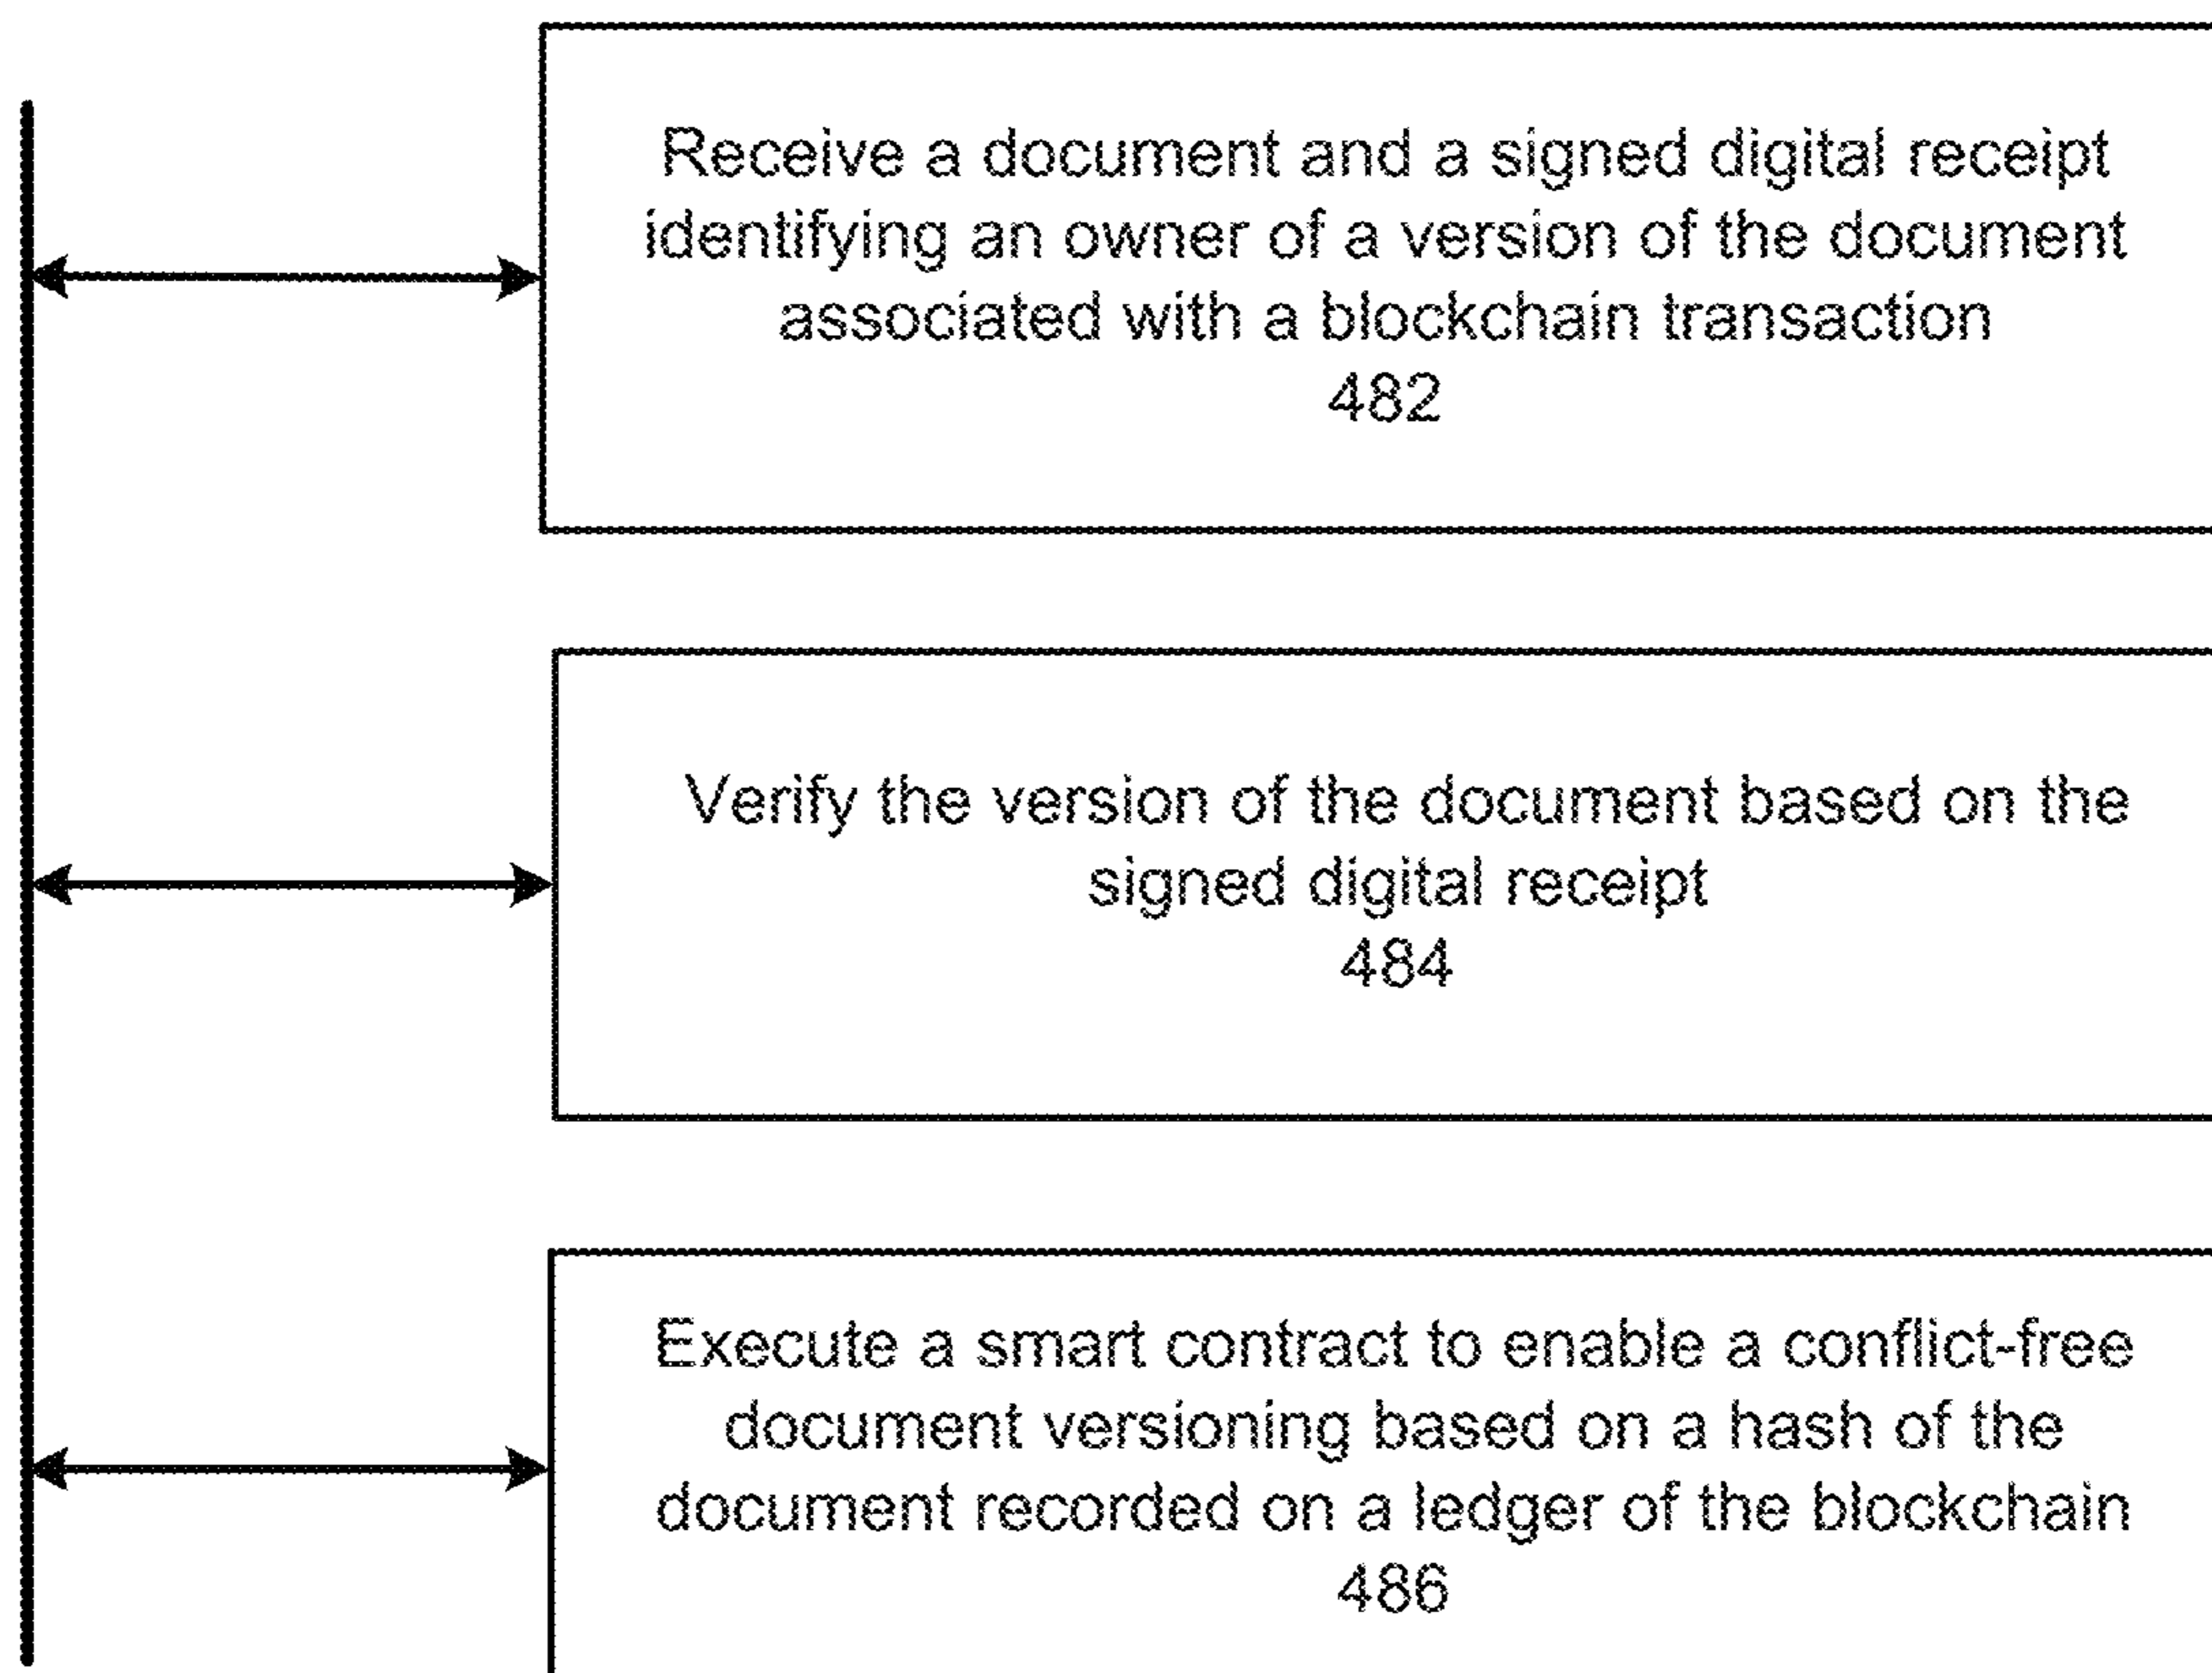 Receive a document and a signed digital receipt
identifying an owner of a version of the document
associated with a blockchain transaction
482
Verify the version of the document based on the
signed digital receipt
484
Execute a smart contract to enable a conflict-free
document versioning based on a hash of the
document recorded on a ledger of the blockchain
486